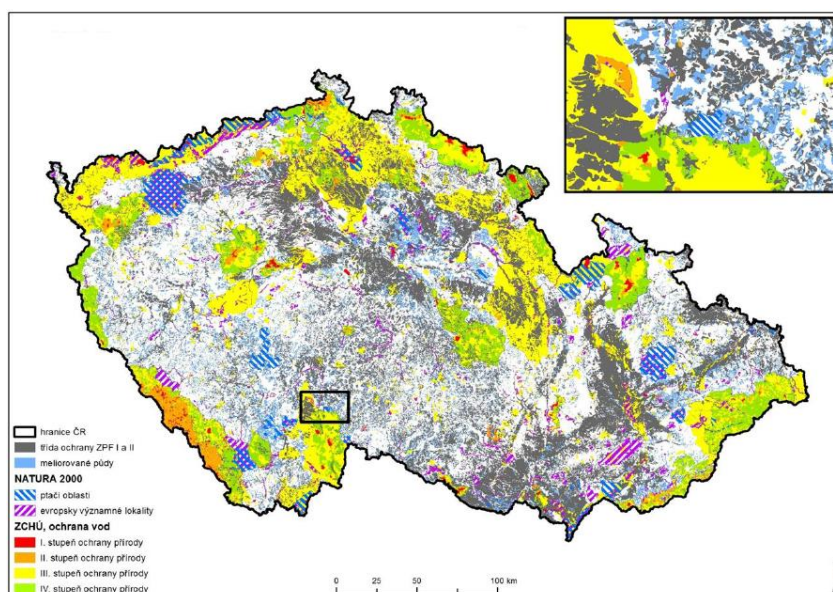 hranice ČR
třída ochrany ZPF I a II
meliorované půdy
NATURA 2000
ptačí oblasti
evropsky významné lokality
ZCHÚ, ochrana vod
I. stupeň ochrany přírody
II. stupeň ochrany přírody
III. stupeň ochrany přírody
IV. stupeň ochrany přírody
0 25 50 100 km